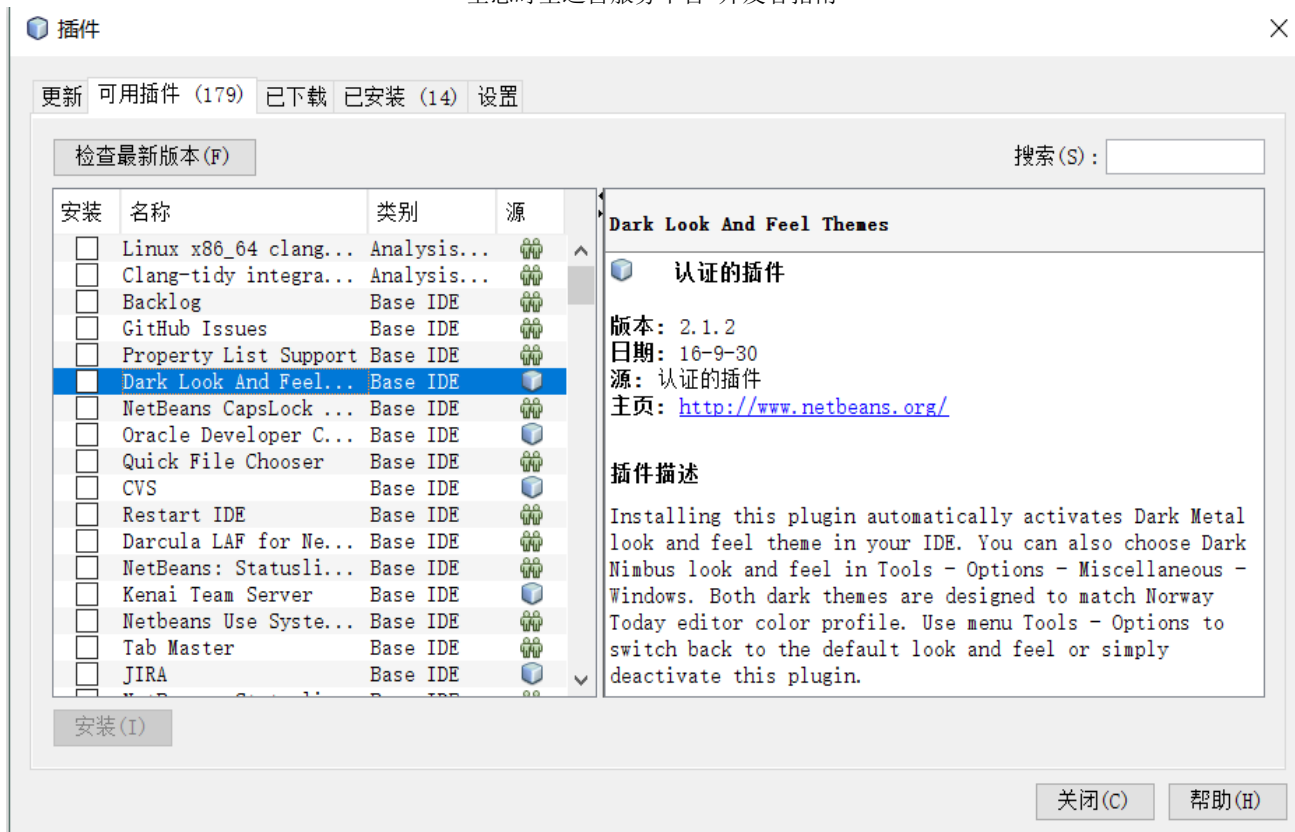 插件
更新 可用插件 (179) 已下载 已安装 (14) 设置
检查最新版本(F) 搜索(S):
安装 名称 类别 源
Linux x86_64 clang... Analysis...
Clang-tidy integra... Analysis...
Backlog Base IDE
GitHub Issues Base IDE
Property List Support Base IDE
Dark Look And Feel... Base IDE
NetBeans CapsLock ... Base IDE
Oracle Developer C... Base IDE
Quick File Chooser Base IDE
CVS Base IDE
Restart IDE Base IDE
Darcula LAF for Ne... Base IDE
NetBeans: Statusli... Base IDE
Kenai Team Server Base IDE
Netbeans Use Syste... Base IDE
Tab Master Base IDE
JIRA Base IDE
Dark Look And Feel Themes
认证的插件
版本: 2.1.2
日期: 16-9-30
源: 认证的插件
主页: http://www.netbeans.org/
插件描述
Installing this plugin automatically activates Dark Metal
look and feel theme in your IDE. You can also choose Dark
Nimbus look and feel in Tools - Options - Miscellaneous -
Windows. Both dark themes are designed to match Norway
Today editor color profile. Use menu Tools - Options to
switch back to the default look and feel or simply
deactivate this plugin.
安装(I)
关闭(C) 帮助(H)